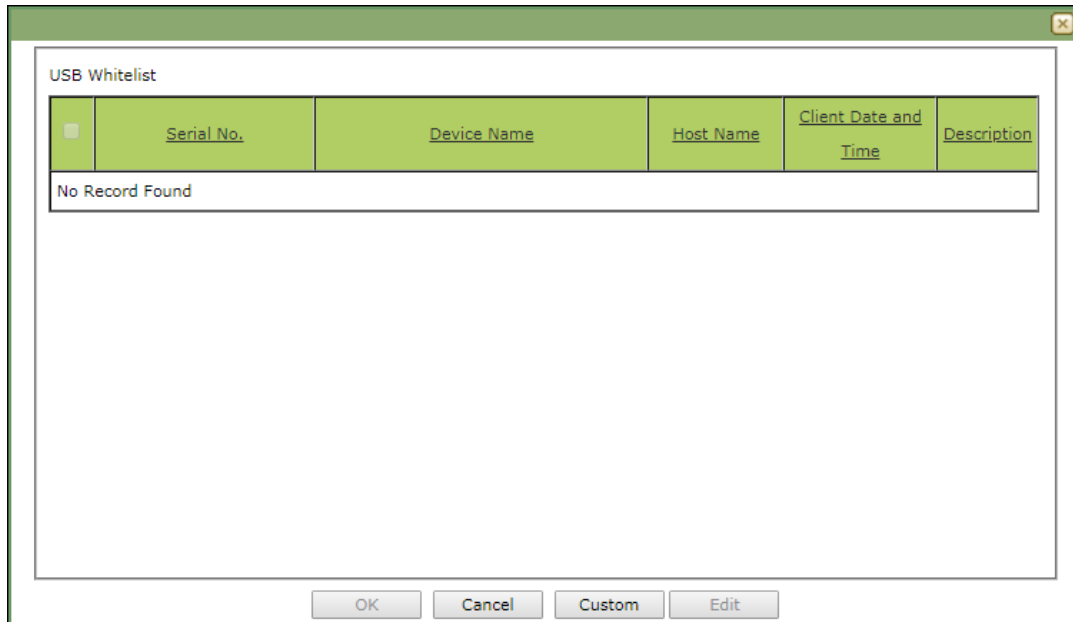 USB Whitelist
Serial No.
Device Name
Host Name
Client Date and
Time
Description
No Record Found
OK
Cancel
Custom
Edit